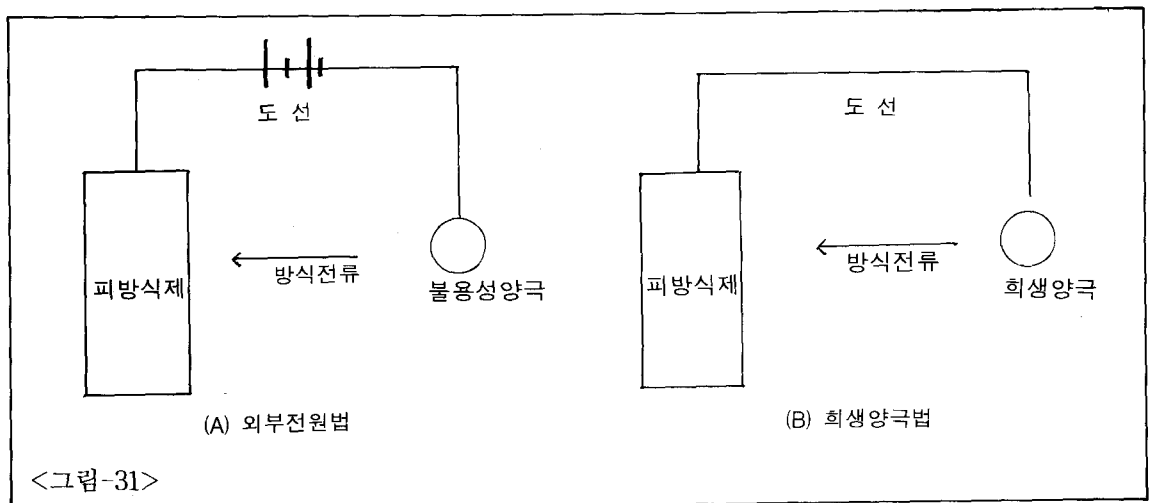 도 선
방식전류
피방식제
불용성양극
(A) 외부전원법
도 선
방식전류
피방식제
희생양극
(B) 희생양극법
<그림-31>